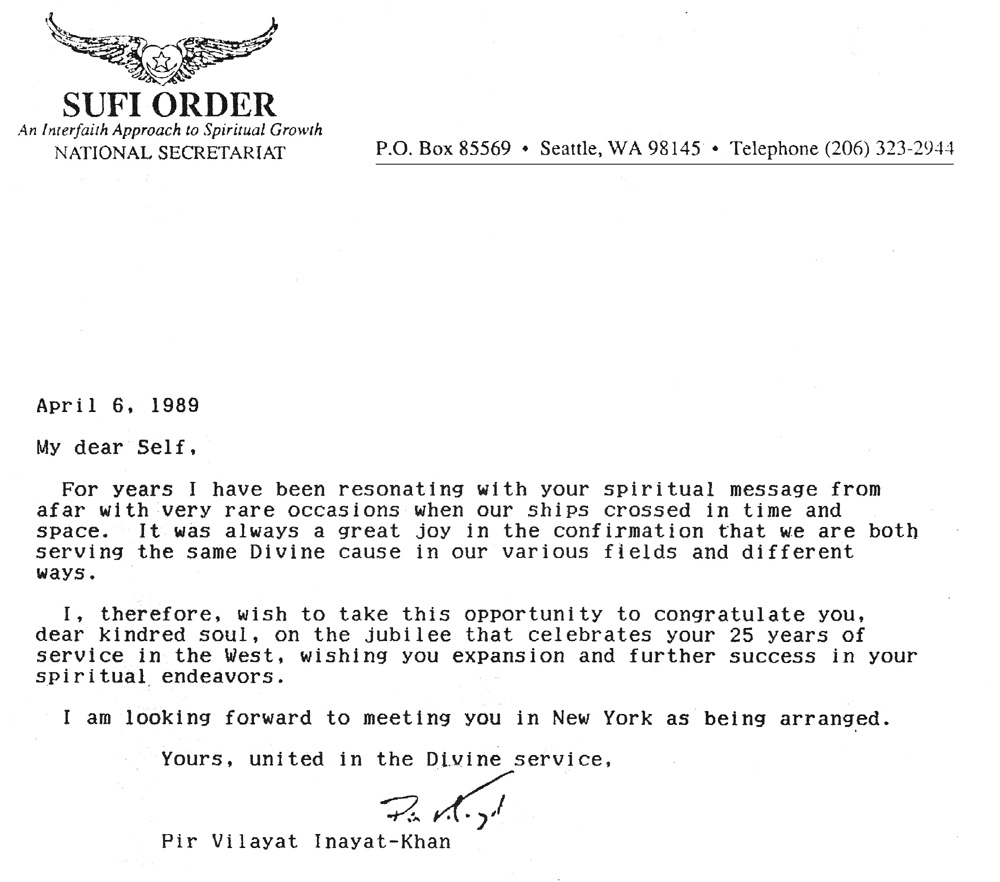 SUFI ORDER
An Interfaith Approach to Spiritual Growth
NATIONAL SECRETARIAT
P.O. Box 85569 • Seattle, WA 98145 • Telephone (206) 323-2944
April 6, 1989
My dear Self,
For years I have been resonating with your spiritual message from
afar with very rare occasions when our ships crossed in time and
space. It was always a great joy in the confirmation that we are both
serving the same Divine cause in our various fields and different
ways.
I, therefore, wish to take this opportunity to congratulate you,
dear kindred soul, on the jubilee that celebrates your 25 years of
service in the West, wishing you expansion and further success in your
spiritual endeavors.
I am looking forward to meeting you in New York as being arranged.
Yours, united in the Divine service,
Pir Vilayat
Pir Vilayat Inayat-Khan